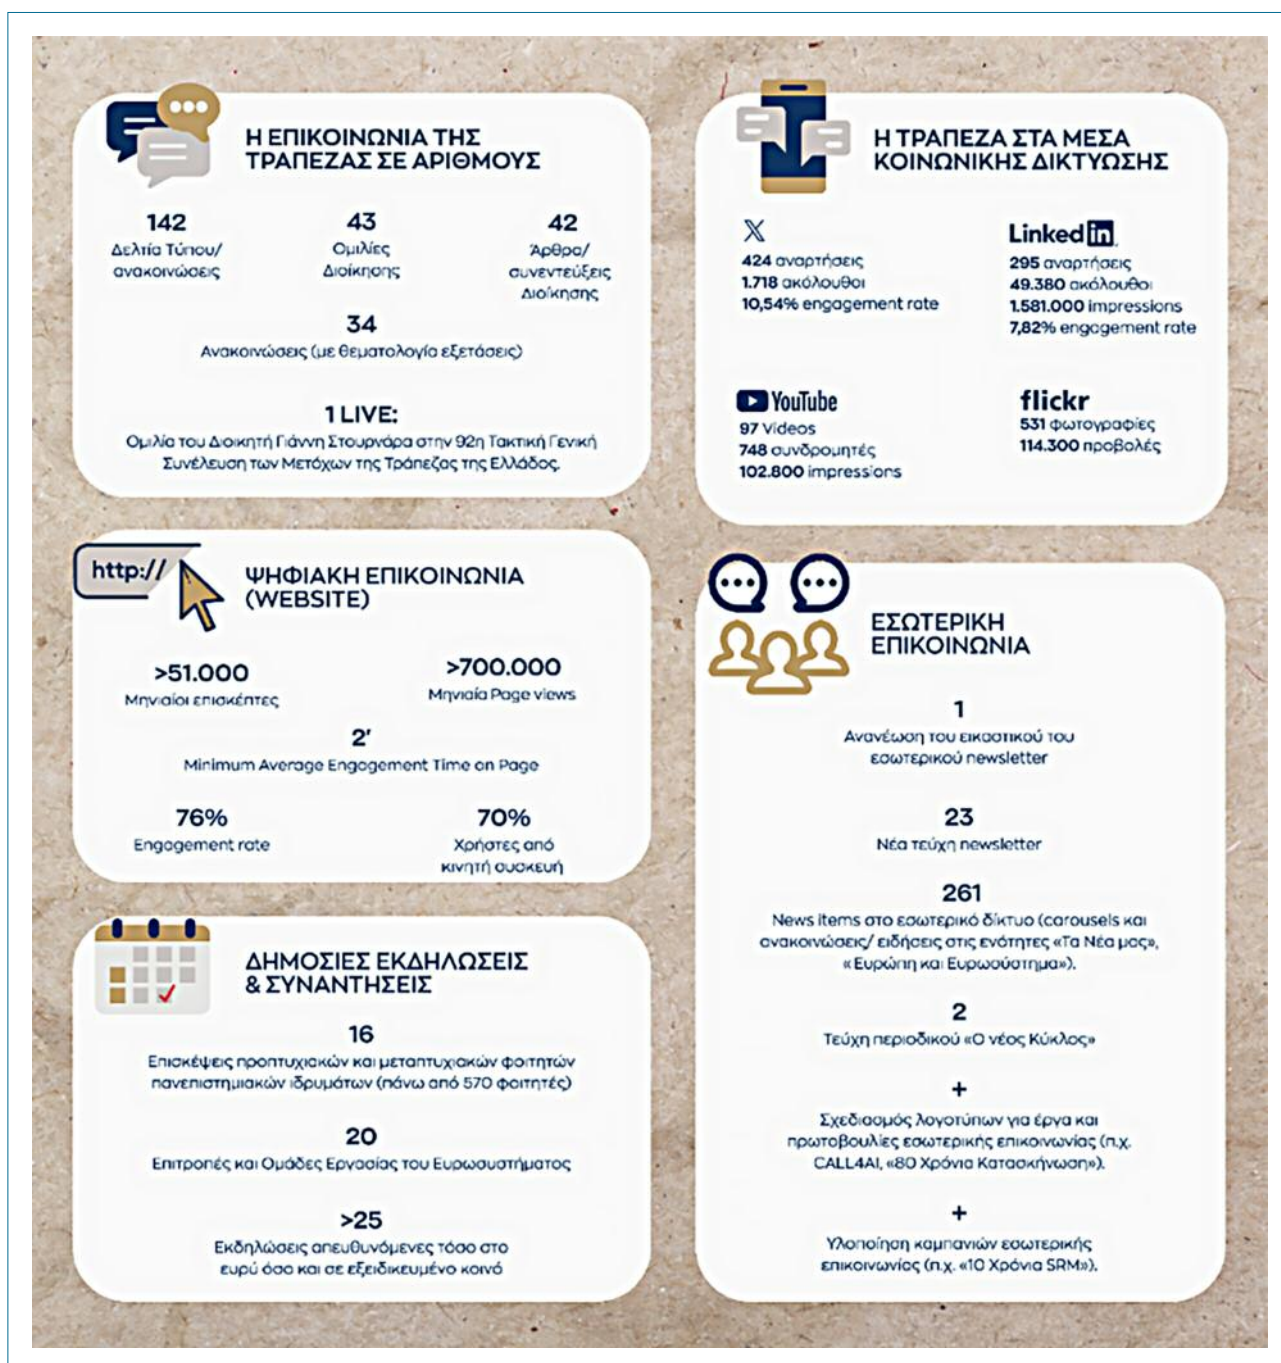 Η ΕΠΙΚΟΙΝΩΝΙΑ ΤΗΣ
ΤΡΑΠΕΖΑΣ ΣΕ ΑΡΙΘΜΟΥΣ
142
Δελτία Τύπου/
ανακοινώσεις
43
Ομιλίες
Διοίκησης
42
Άρθρα/
συνεντεύξεις
Διοίκησης
34
Ανακοινώσεις (με θεματολογία εξετάσεις)
1 LIVE:
Ομιλία του Διοικητή Γιάννη Στουρνάρα στην 92η Τακτική Γενική
Συνέλευση των Μετόχων της Τράπεζας της Ελλάδος.
Η ΤΡΑΠΕΖΑ ΣΤΑ ΜΕΣΑ
ΚΟΙΝΩΝΙΚΗΣ ΔΙΚΤΥΩΣΗΣ
X
424 αναρτήσεις
1.718 ακόλουθοι
10,54% engagement rate
Linked in
295 αναρτήσεις
49.380 ακόλουθοι
1.581.000 impressions
7,82% engagement rate
YouTube
97 Videos
748 συνδρομητές
102.800 impressions
flickr
531 φωτογραφίες
114.300 προβολές
http://
ΨΗΦΙΑΚΗ ΕΠΙΚΟΙΝΩΝΙΑ
(WEBSITE)
>51.000
Μηνιαίοι επισκέπτες
>700.000
Μηνιαία Page views
2'
Minimum Average Engagement Time on Page
76%
Engagement rate
70%
Χρήστες από
κινητή συσκευή
ΕΣΩΤΕΡΙΚΗ
ΕΠΙΚΟΙΝΩΝΙΑ
1
Ανανέωση του εικαστικού του
εσωτερικού newsletter
23
Νέα τεύχη newsletter
261
News items στο εσωτερικό δίκτυο (carousels και
ανακοινώσεις/ ειδήσεις στις ενότητες «Τα Νέα μας»,
«Ευρώπη και Ευρωσύστημα»).
2
Τεύχη περιοδικού «Ο νέος Κύκλος»
+
Σχεδιασμός λογοτύπων για έργα και
πρωτοβουλίες εσωτερικής επικοινωνίας (π.χ.
CALL4AI, «80 Χρόνια Κατασκήνωση»).
+
Υλοποίηση καμπανιών εσωτερικής
επικοινωνίας (π.χ. «10 Χρόνια SRM»).
ΔΗΜΟΣΙΕΣ ΕΚΔΗΛΩΣΕΙΣ
& ΣΥΝΑΝΤΗΣΕΙΣ
16
Επισκέψεις προπτυχιακών και μεταπτυχιακών φοιτητών
πανεπιστημιακών ιδρυμάτων (πάνω από 570 φοιτητές)
20
Επιτροπές και Ομάδες Εργασίας του Ευρωσυστήματος
>25
Εκδηλώσεις απευθυνόμενες τόσο στο
ευρύ όσο και σε εξειδικευμένο κοινό